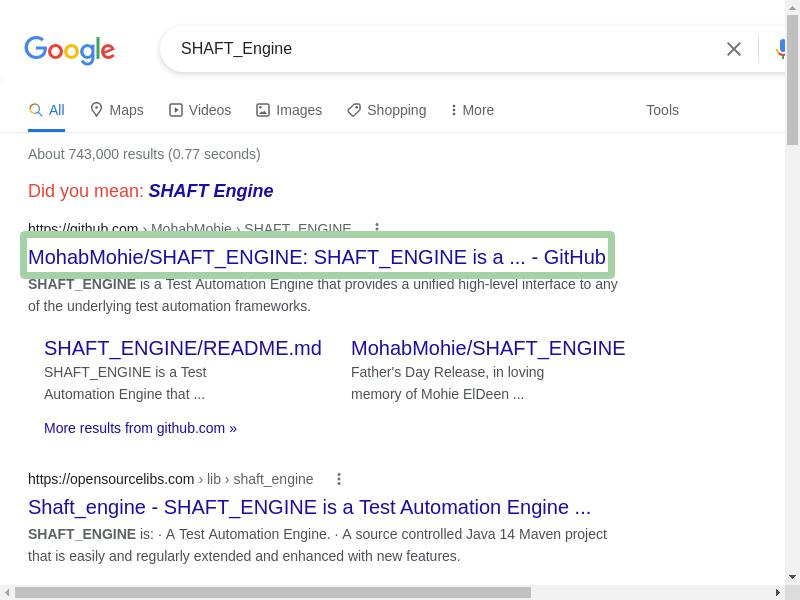 Google
SHAFT_Engine
All
Maps
Videos
Images
Shopping
More
Tools
About 743,000 results (0.77 seconds)
Did you mean: SHAFT Engine
https://github.com › MohabMohie › SHAFT_ENGINE
MohabMohie/SHAFT_ENGINE: SHAFT_ENGINE is a ... - GitHub
SHAFT_ENGINE is a Test Automation Engine that provides a unified high-level interface to any
of the underlying test automation frameworks.
SHAFT_ENGINE/README.md
SHAFT_ENGINE is a Test
Automation Engine that ...
MohabMohie/SHAFT_ENGINE
Father's Day Release, in loving
memory of Mohie ElDeen ...
More results from github.com »
https://opensourcelibs.com › lib › shaft_engine
Shaft_engine - SHAFT_ENGINE is a Test Automation Engine ...
SHAFT_ENGINE is: · A Test Automation Engine. · A source controlled Java 14 Maven project
that is easily and regularly extended and enhanced with new features.